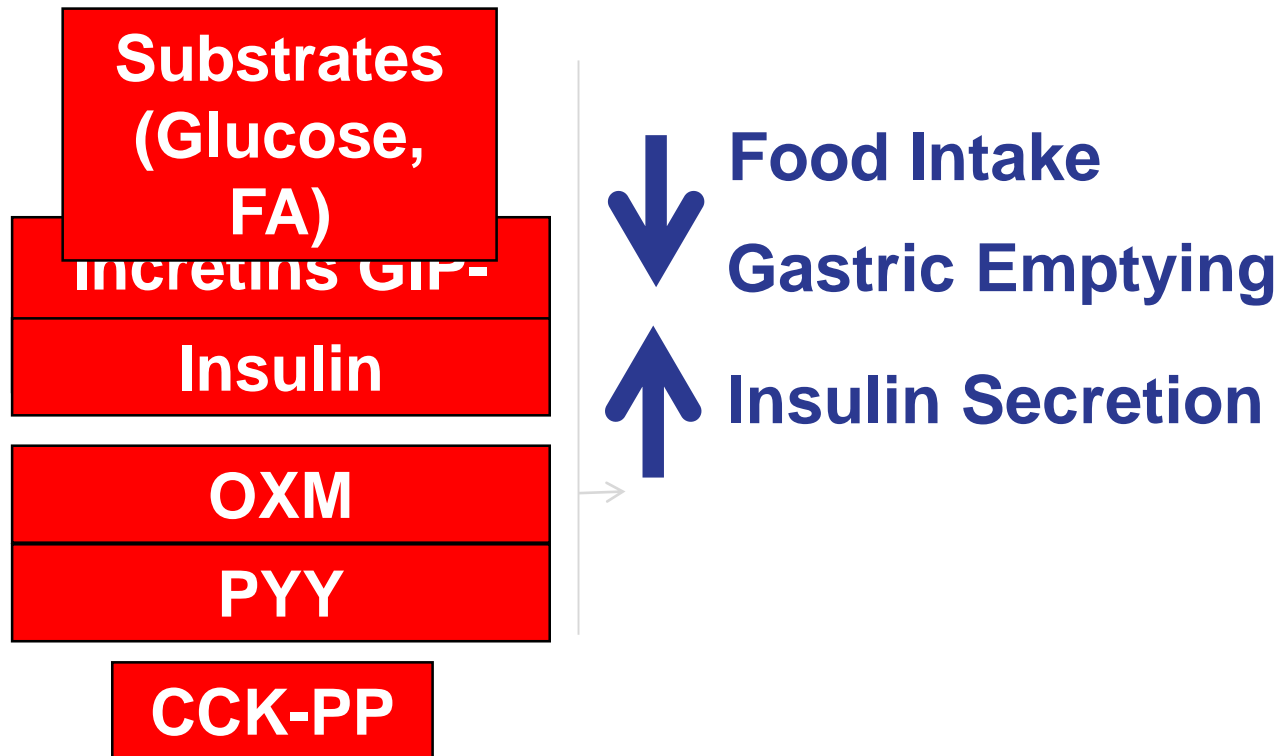 Substrates
(Glucose,
FA)
Incretins GIP-
Insulin
OXM
PYY
CCK-PP
Food Intake
Gastric Emptying
Insulin Secretion